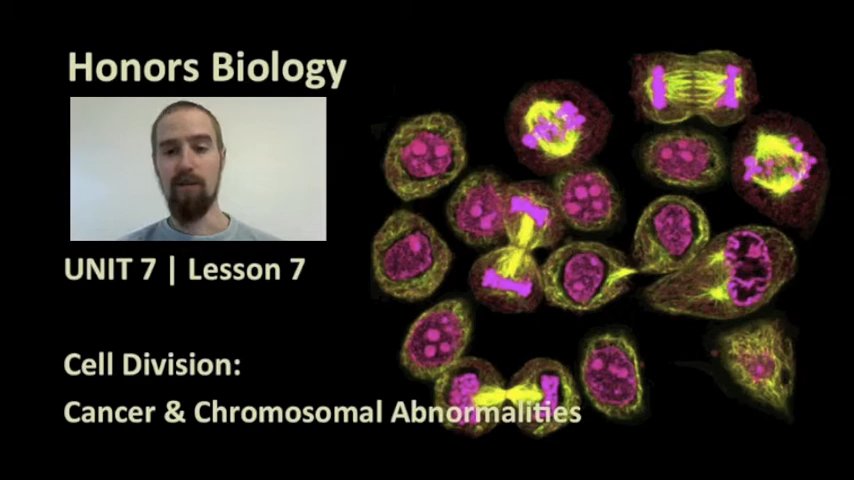 Honors Biology
UNIT 7 | Lesson 7
Cell Division:
Cancer & Chromosomal Abnormalities